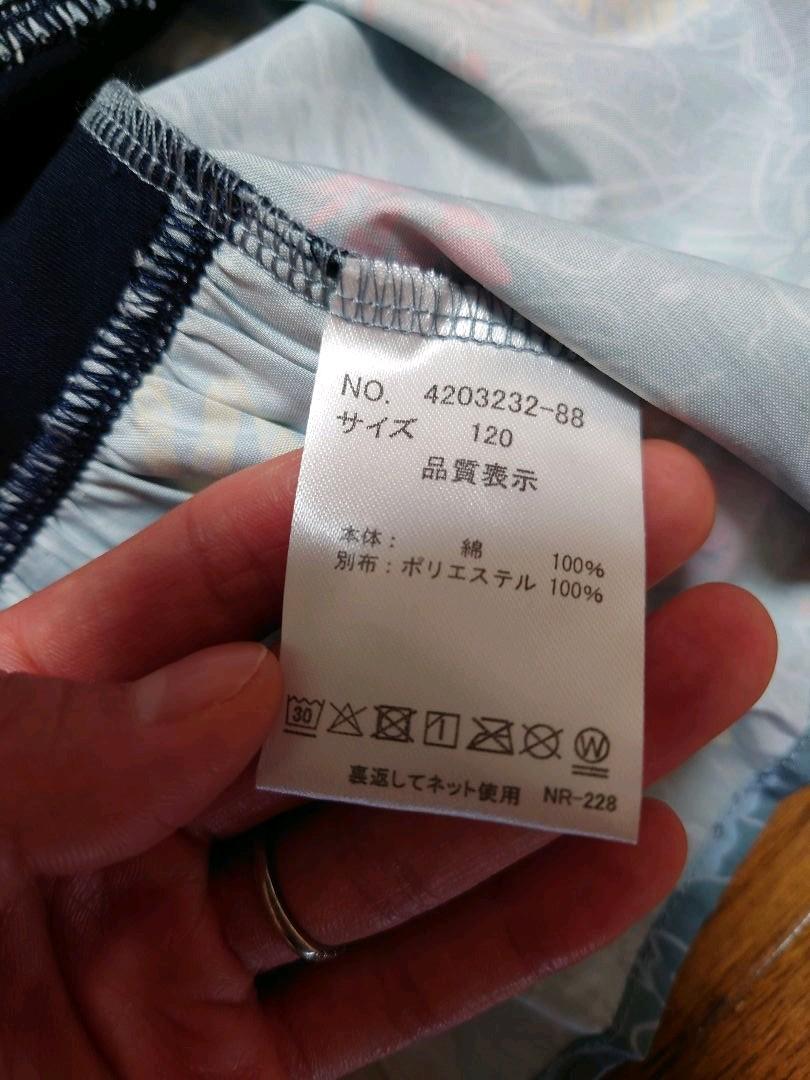 NO. 4203232-88
サイズ 120
品質表示
本体： 綿 100%
別布：ポリエステル 100%
30 W
裏返してネット使用 NR-228